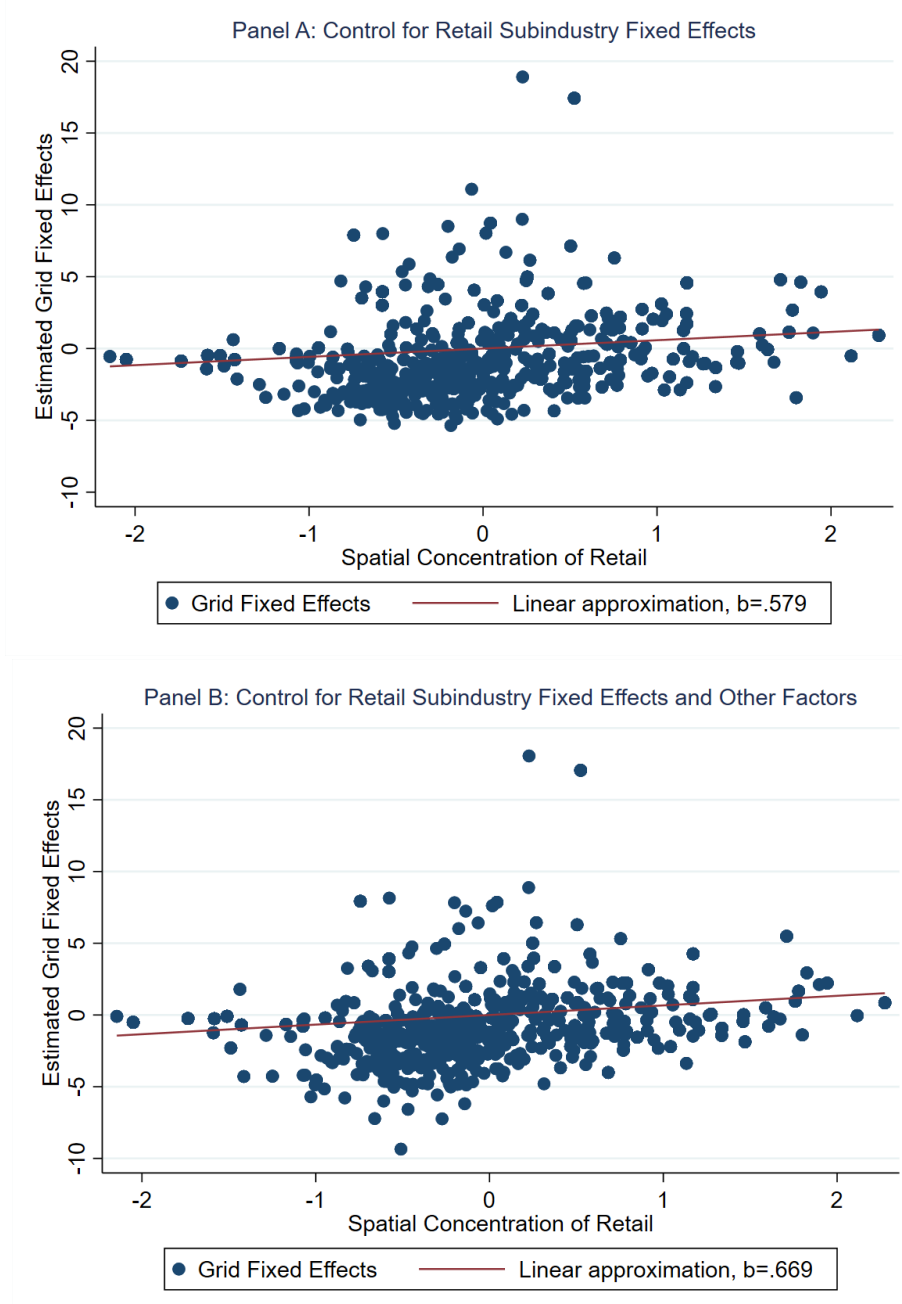 Panel A: Control for Retail Subindustry Fixed Effects
Estimated Grid Fixed Effects
20
15
10
5
0
-5
-10
-2 -1 0 1 2
Spatial Concentration of Retail
Grid Fixed Effects Linear approximation, b=.579
Panel B: Control for Retail Subindustry Fixed Effects and Other Factors
Estimated Grid Fixed Effects
20
15
10
5
0
-5
-10
-2 -1 0 1 2
Spatial Concentration of Retail
Grid Fixed Effects Linear approximation, b=.669